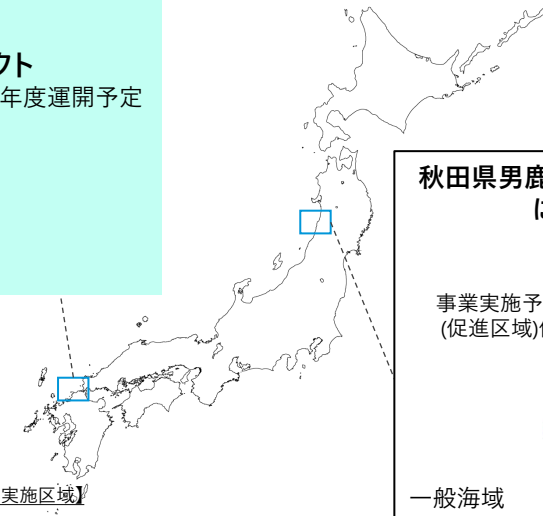 クト
年度運開予定
秋田県男鹿
に
事業実施予
(促進区域)
実施区域】
一般海域